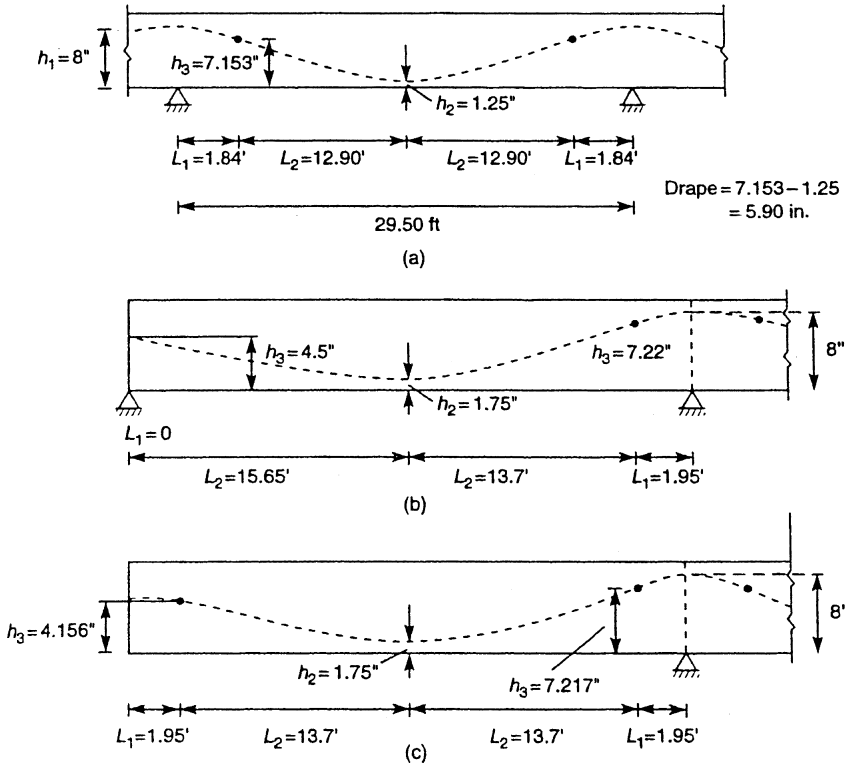 h1=8"
h3=7.153"
h2=1.25"
L1=1.84'
L2=12.90'
L2=12.90'
L1=1.84'
Drape=7.153−1.25
=5.90 in.
29.50 ft
(a)
h3=4.5"
h3=7.22"
8"
h2=1.75"
L1=0
L2=15.65'
L2=13.7'
L1=1.95'
(b)
h3=4.156"
8'
h2=1.75"
h3=7.217"
L1=1.95'
L2=13.7'
L2=13.7'
L1=1.95'
(c)